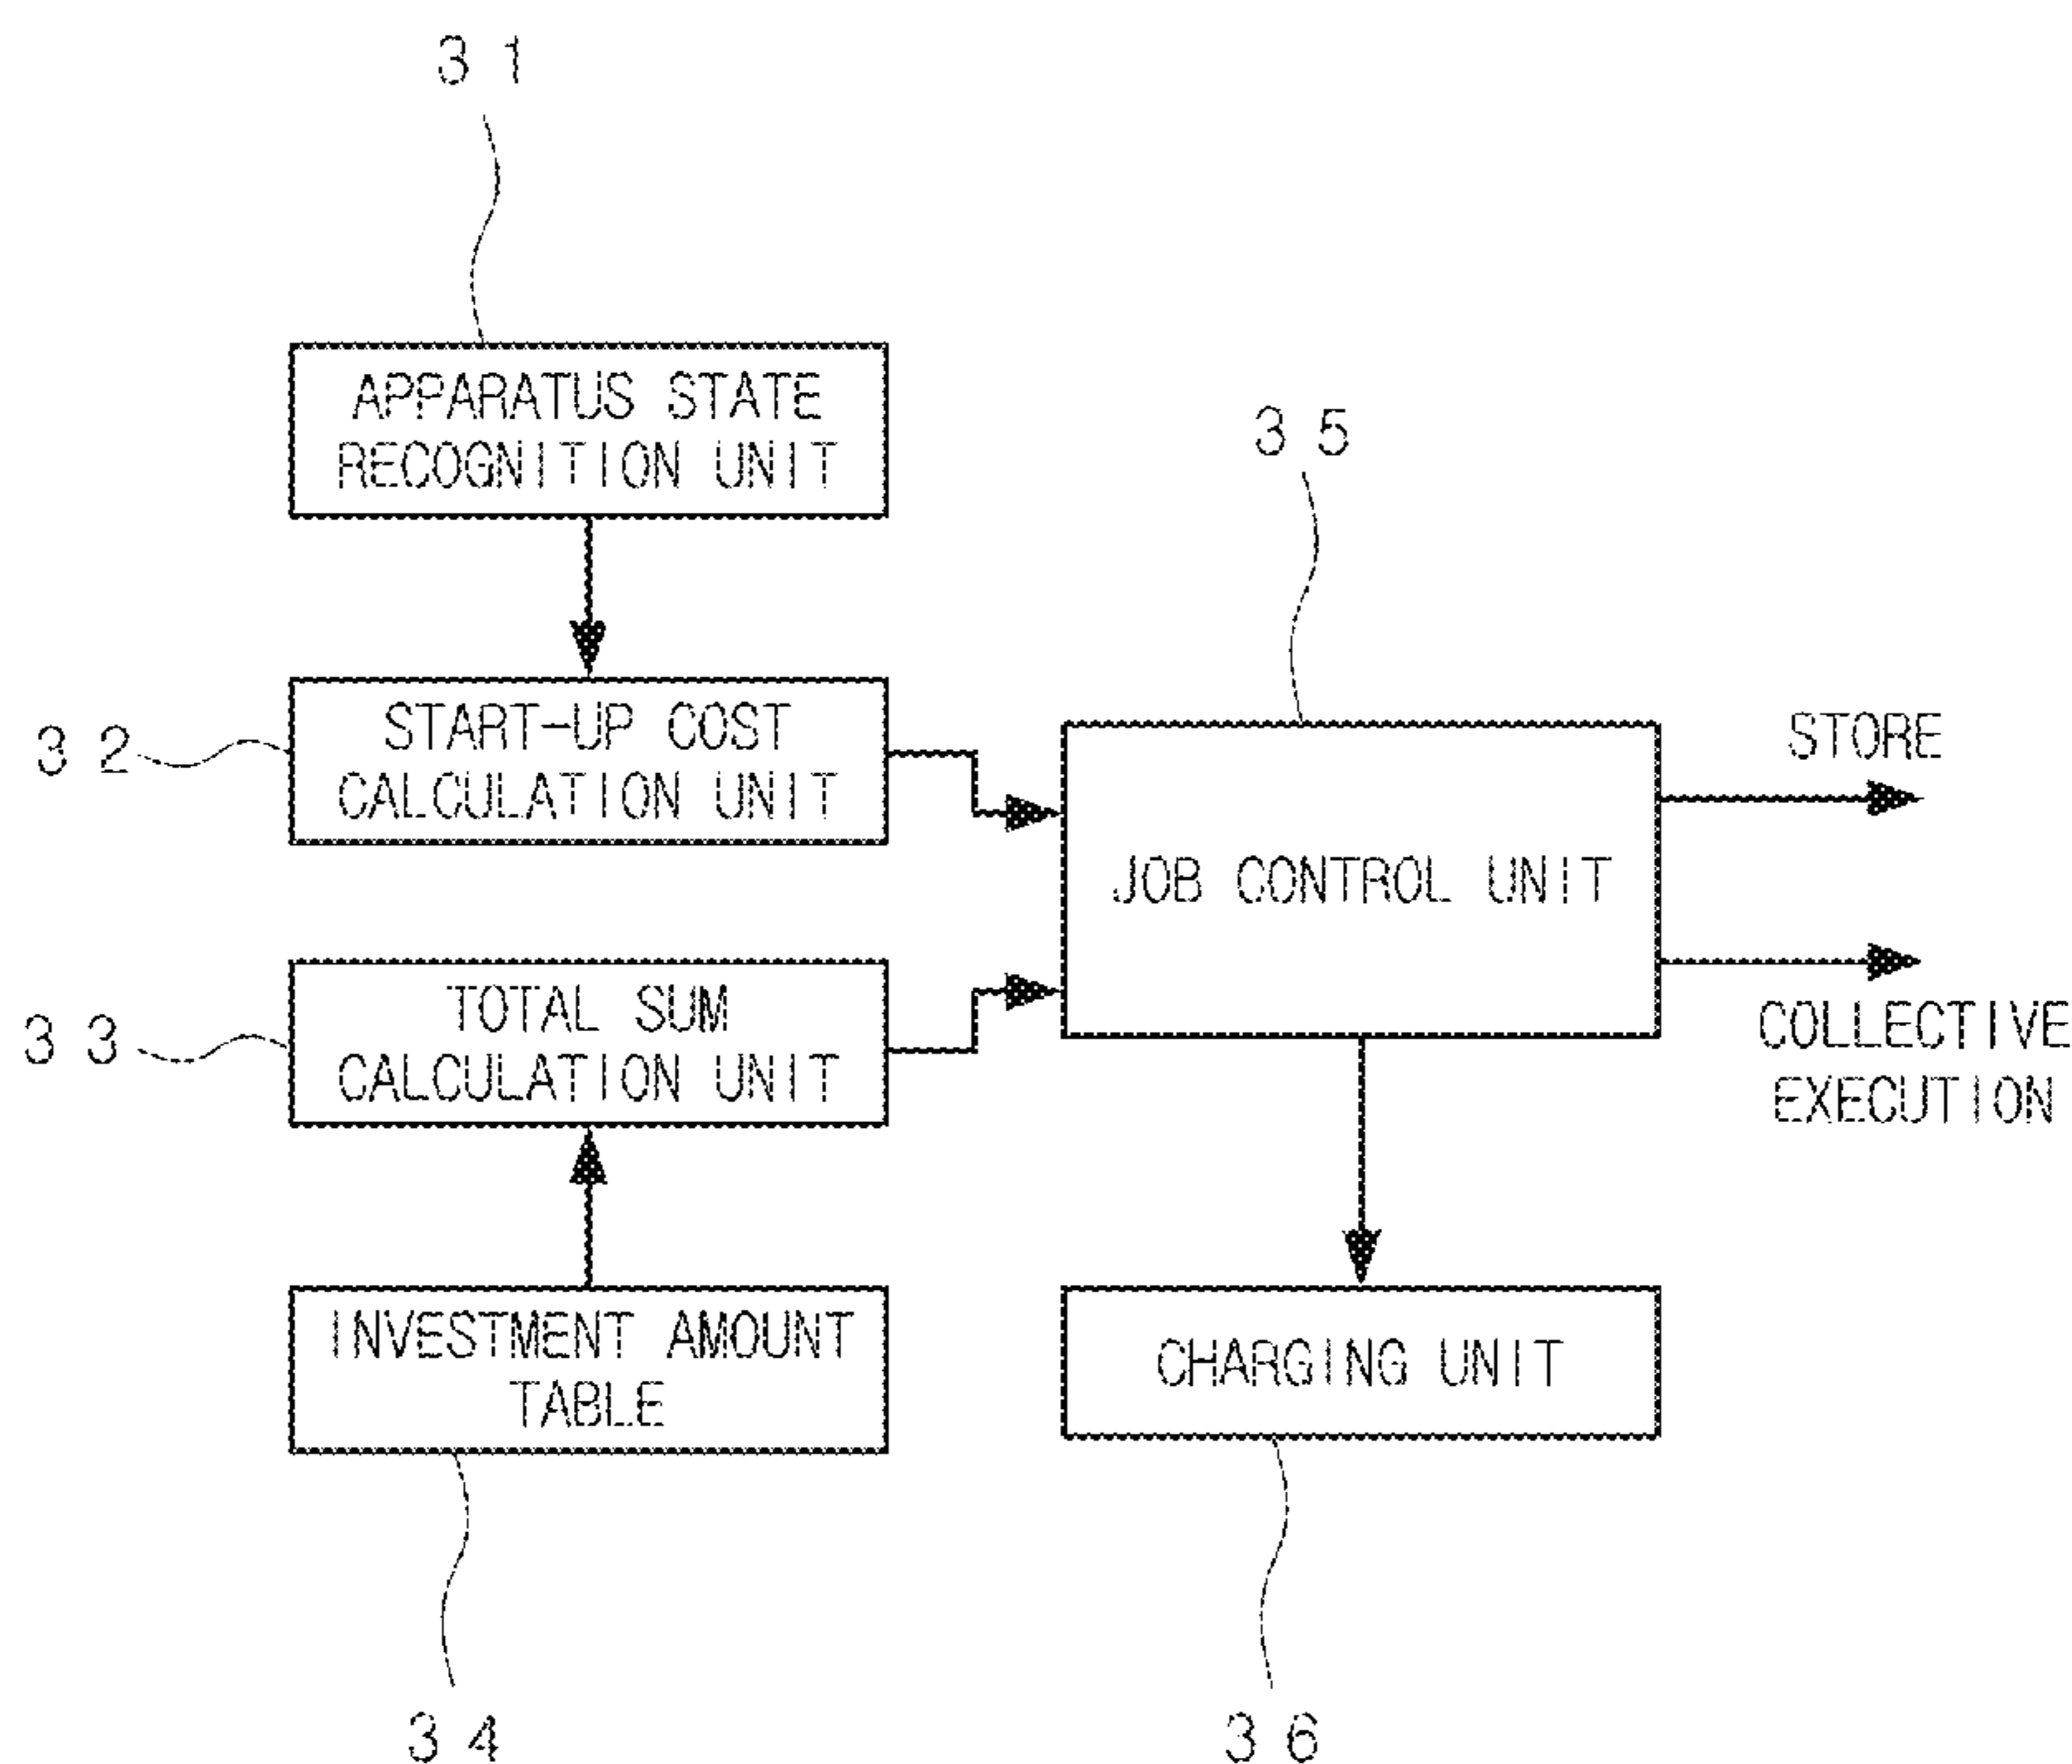 31
APPARATUS STATE
RECOGNITION UNIT
35
32
START-UP COST
CALCULATION UNIT
STORE
JOB CONTROL UNIT
33
TOTAL SUM
CALCULATION UNIT
COLLECTIVE
EXECUTION
INVESTMENT AMOUNT
TABLE
CHARGING UNIT
34
36